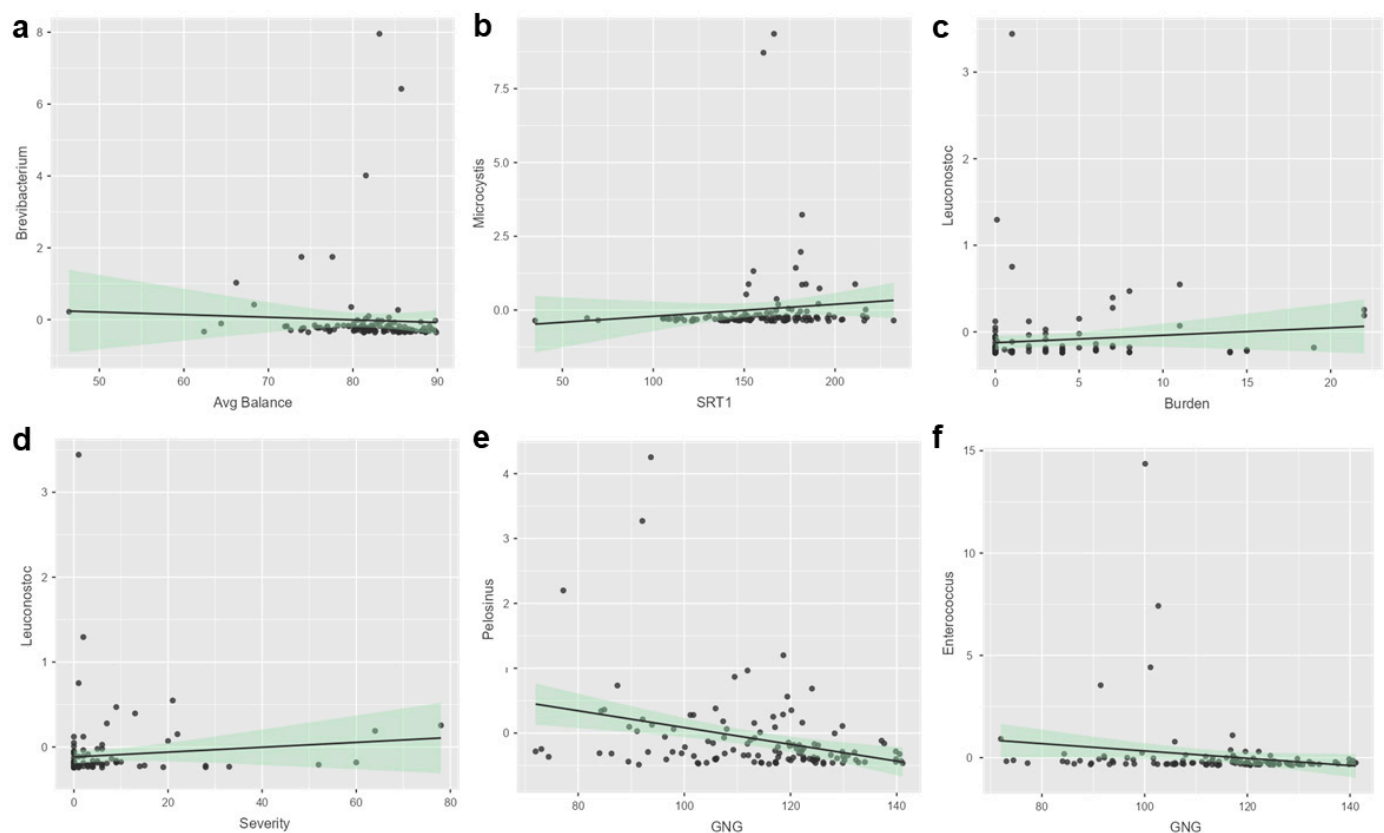 a
8
6
4
2
0
Brevibacterium
50 60 70 80 90
Avg Balance
b
7.5
5.0
2.5
0.0
Microcystis
50 100 150 200
SRT1
c
3
2
1
0
Leuconostoc
0 5 10 15 20
Burden
d
3
2
1
0
Leuconostoc
0 20 40 60 80
Severity
e
4
3
2
1
0
Pelosinus
80 100 120 140
GNG
f
15
10
5
0
Enterococcus
80 100 120 140
GNG